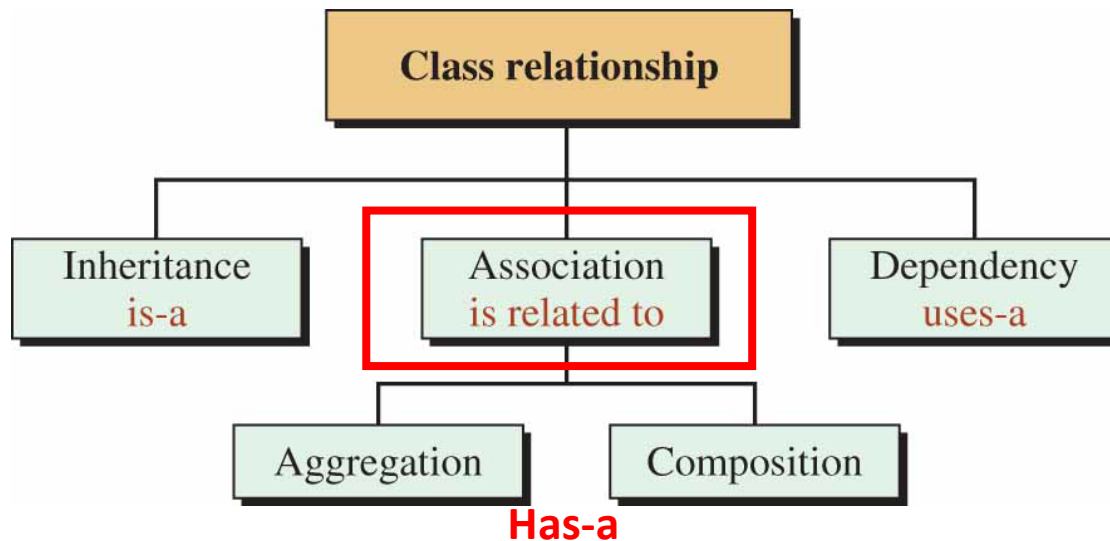 Class relationship
Inheritance
is-a
Association
is related to
Dependency
uses-a
Aggregation
Composition
Has-a